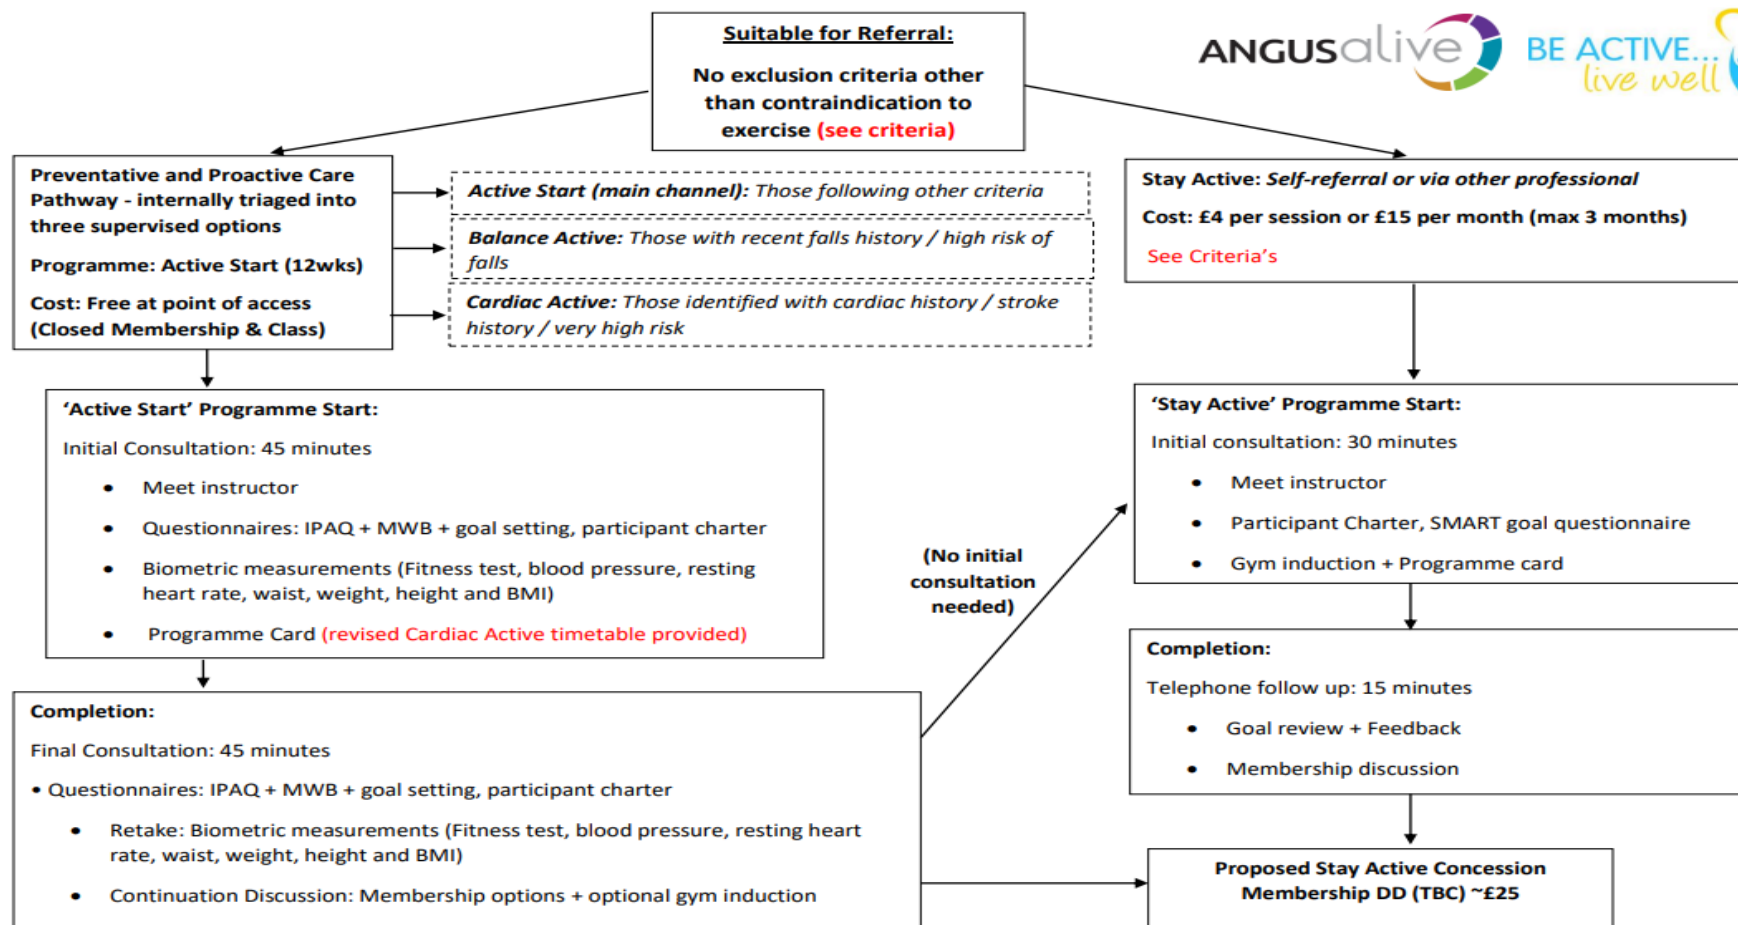 Suitable for Referral:
No exclusion criteria other
than contraindication to
exercise (see criteria)
ANGUSalive
BE ACTIVE...
live well
Preventative and Proactive Care
Pathway - internally triaged into
three supervised options
Programme: Active Start (12wks)
Cost: Free at point of access
(Closed Membership & Class)
Active Start (main channel): Those following other criteria
Balance Active: Those with recent falls history / high risk of
falls
Cardiac Active: Those identified with cardiac history / stroke
history / very high risk
Stay Active: Self-referral or via other professional
Cost: £4 per session or £15 per month (max 3 months)
See Criteria's
‘Active Start’ Programme Start:
Initial Consultation: 45 minutes
• Meet instructor
• Questionnaires: IPAQ + MWB + goal setting, participant charter
• Biometric measurements (Fitness test, blood pressure, resting
heart rate, waist, weight, height and BMI)
• Programme Card (revised Cardiac Active timetable provided)
(No initial
consultation
needed)
‘Stay Active’ Programme Start:
Initial consultation: 30 minutes
• Meet instructor
• Participant Charter, SMART goal questionnaire
• Gym induction + Programme card
Completion:
Final Consultation: 45 minutes
• Questionnaires: IPAQ + MWB + goal setting, participant charter
• Retake: Biometric measurements (Fitness test, blood pressure, resting heart
rate, waist, weight, height and BMI)
• Continuation Discussion: Membership options + optional gym induction
Completion:
Telephone follow up: 15 minutes
• Goal review + Feedback
• Membership discussion
Proposed Stay Active Concession
Membership DD (TBC) ~£25